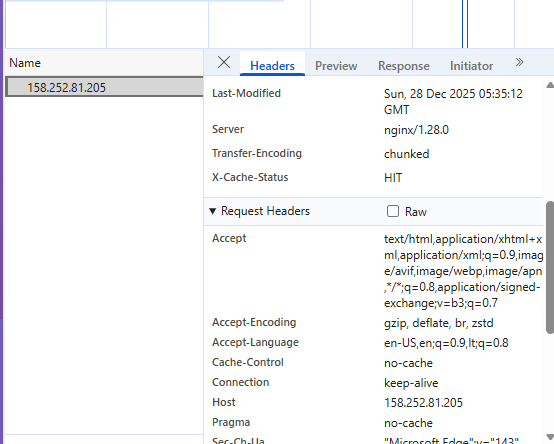 Name
158.252.81.205
Headers Preview Response Initiator »
Last-Modified Sun, 28 Dec 2025 05:35:12
GMT
Server nginx/1.28.0
Transfer-Encoding chunked
X-Cache-Status HIT
▼ Request Headers Raw
Accept text/html,application/xhtml+x
ml,application/xml;q=0.9,imag
e/avif,image/webp,image/apn
,*/*;q=0.8,application/signed-
exchange;v=b3;q=0.7
Accept-Encoding gzip, deflate, br, zstd
Accept-Language en-US,en;q=0.9,lt;q=0.8
Cache-Control no-cache
Connection keep-alive
Host 158.252.81.205
Pragma no-cache
Sec-Ch-Ua "Microsoft Edge";v="143",